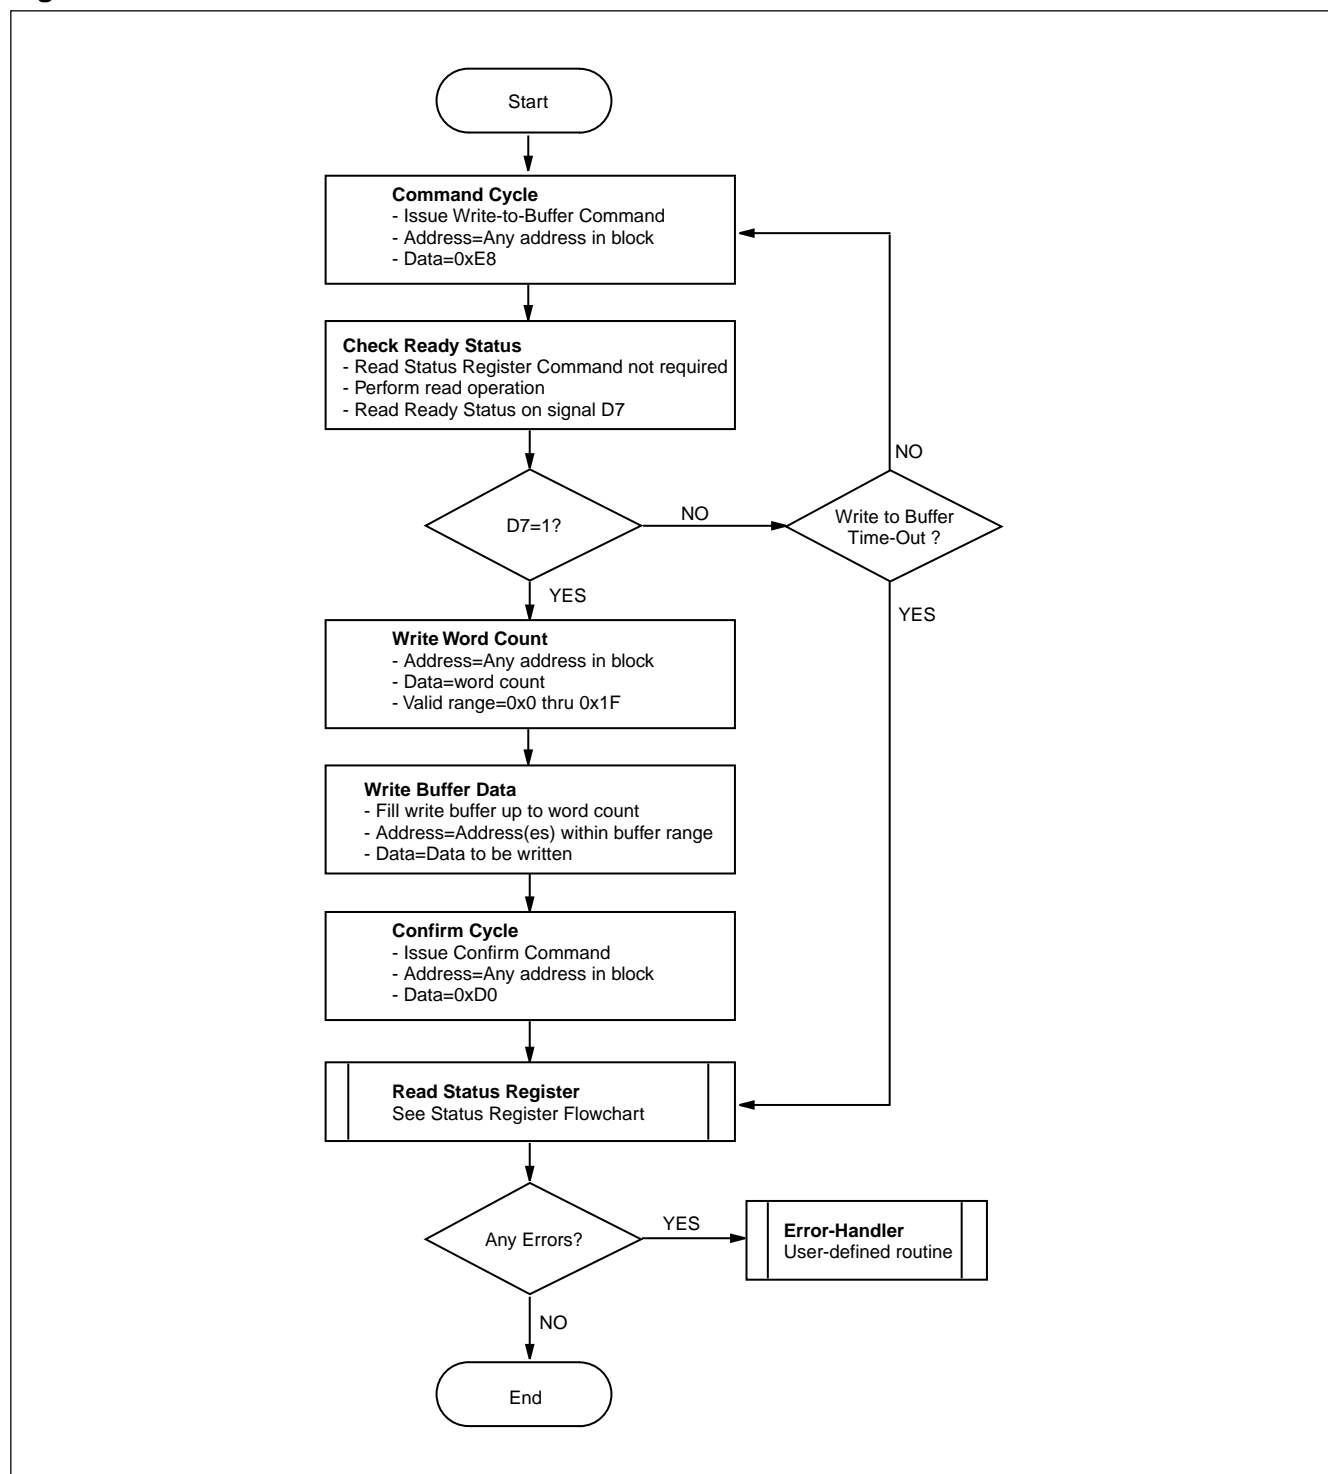 Start
Command Cycle
- Issue Write-to-Buffer Command
- Address=Any address in block
- Data=0xE8
Check Ready Status
- Read Status Register Command not required
- Perform read operation
- Read Ready Status on signal D7
NO
D7=1?
NO
Write to Buffer
Time-Out ?
YES
YES
Write Word Count
- Address=Any address in block
- Data=word count
- Valid range=0x0 thru 0x1F
Write Buffer Data
- Fill write buffer up to word count
- Address=Address(es) within buffer range
- Data=Data to be written
Confirm Cycle
- Issue Confirm Command
- Address=Any address in block
- Data=0xD0
Read Status Register
See Status Register Flowchart
Any Errors?
YES
Error-Handler
User-defined routine
NO
End